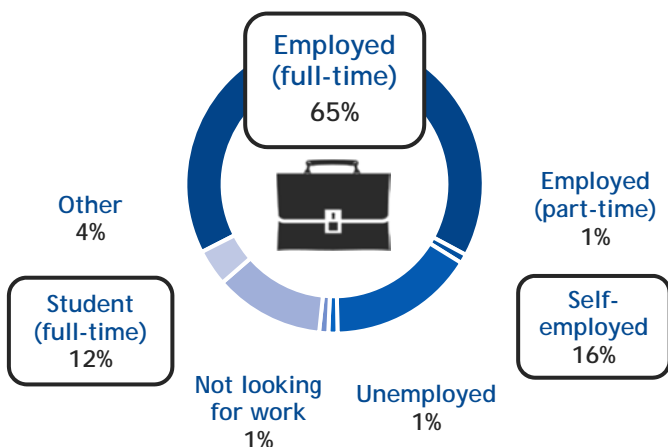 Employed
(full-time)
65%
Employed
(part-time)
1%
Self-
employed
16%
Unemployed
1%
Not looking
for work
1%
Student
(full-time)
12%
Other
4%